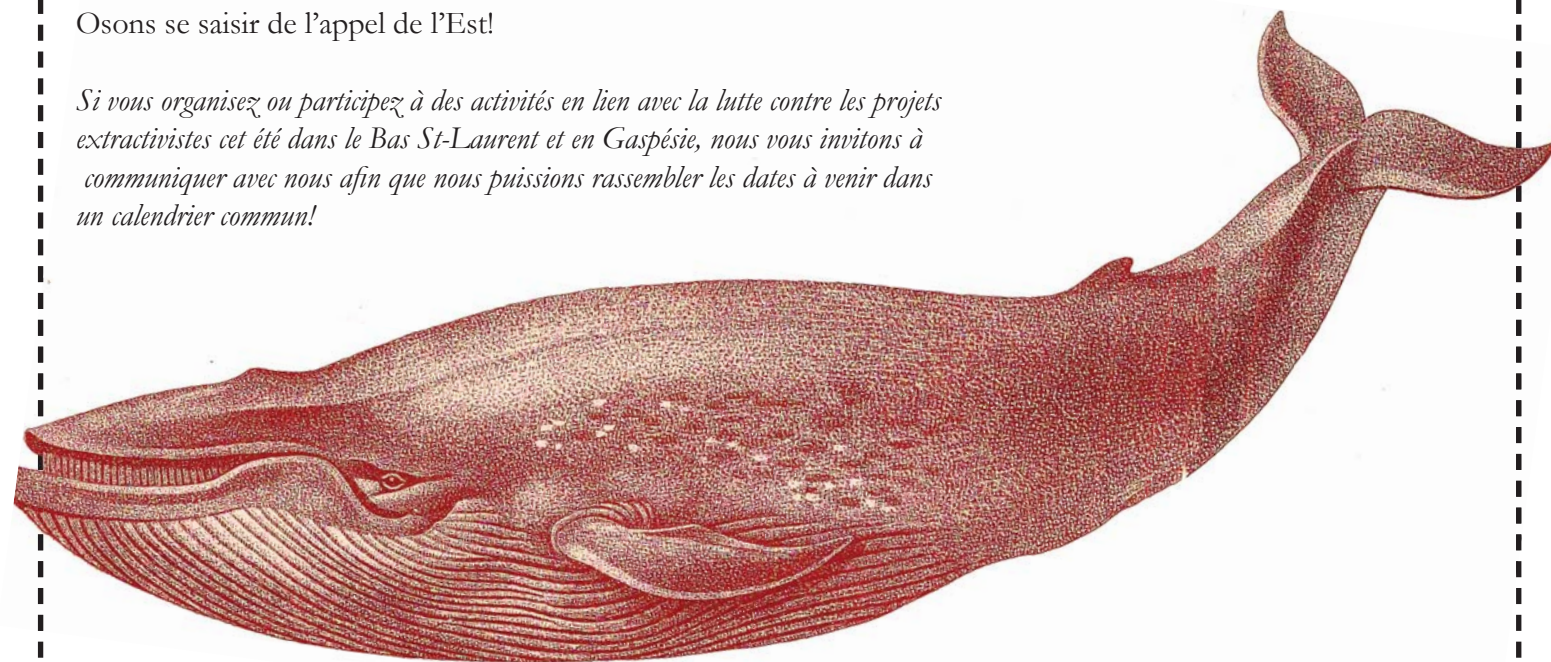 Osons se saisir de l’appel de l’Est!
Si vous organisez ou participez à des activités en lien avec la lutte contre les projets
extractivistes cet été dans le Bas St-Laurent et en Gaspésie, nous vous invitons à
communiquer avec nous afin que nous puissions rassembler les dates à venir dans
un calendrier commun!